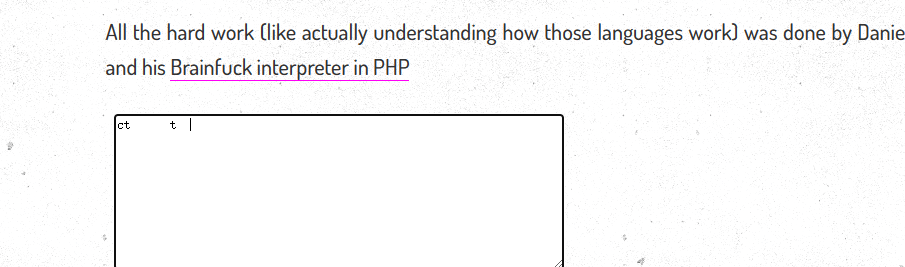 All the hard work (like actually understanding how those languages work) was done by Danie
and his Brainfuck interpreter in PHP
ct t